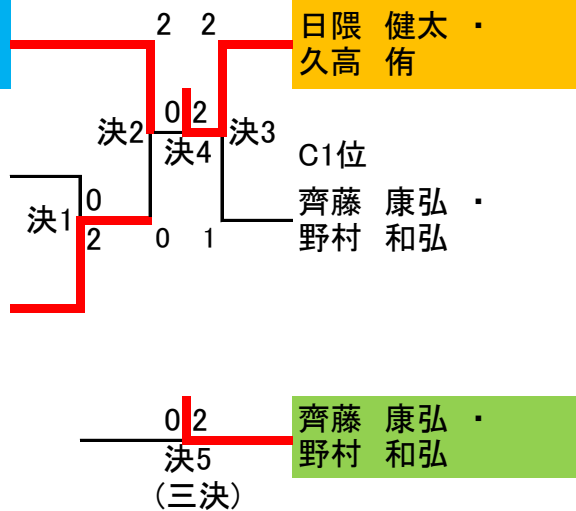 2 2
日隈 健太 ・
久高 侑
0 2
決2 決3
決4
C1位
齊藤 康弘 ・
野村 和弘
0
決1
2 0 1
0 2
齊藤 康弘 ・
野村 和弘
決5
(三決)